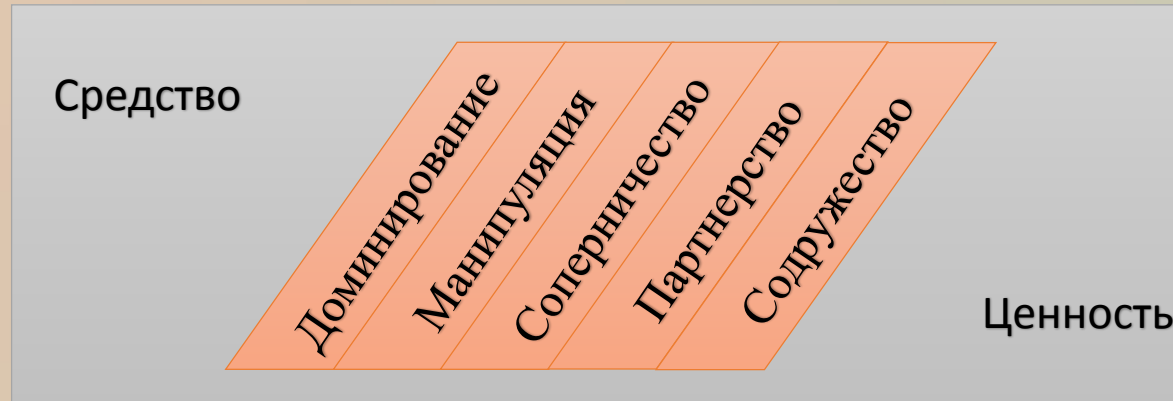 Средство
Доминирование
Манипуляция
Соперничество
Партнерство
Содружество
Ценность